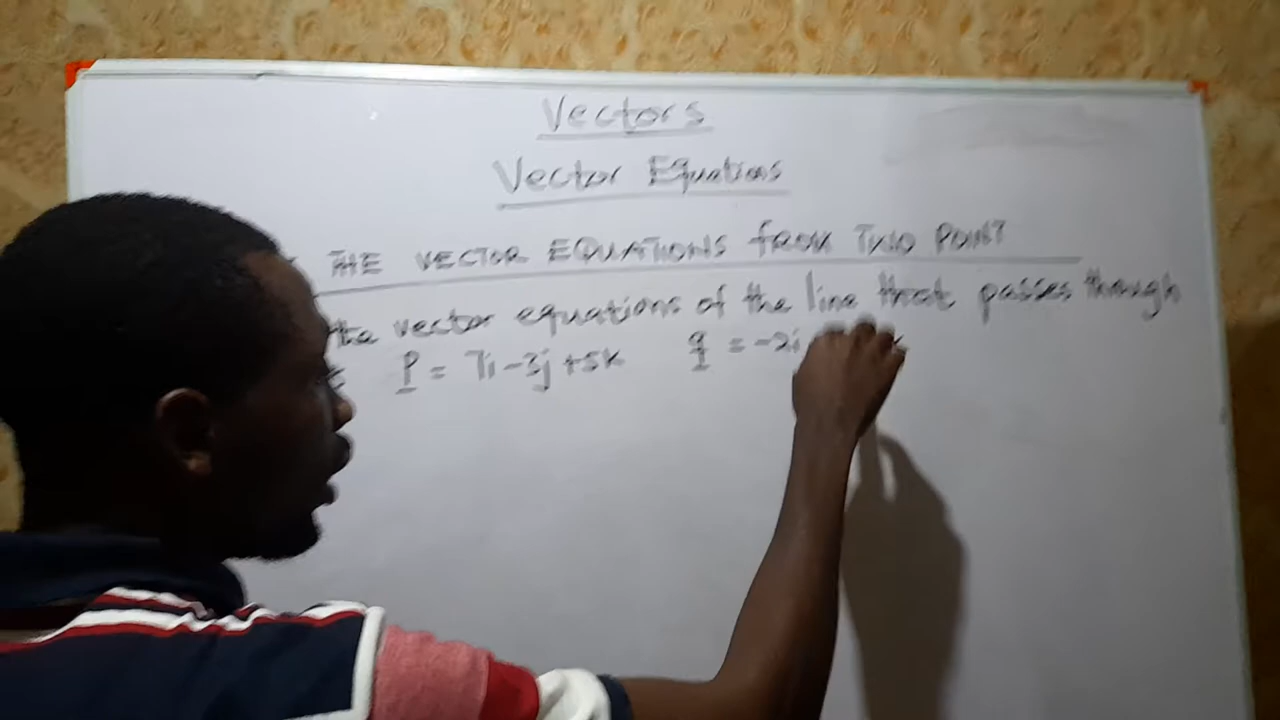 Vectors
Vector Equations
THE VECTOR EQUATIONS FROM TWO POINT
the vector equations of the line that passes through
P = 7i - 3j + 5k q = -2i